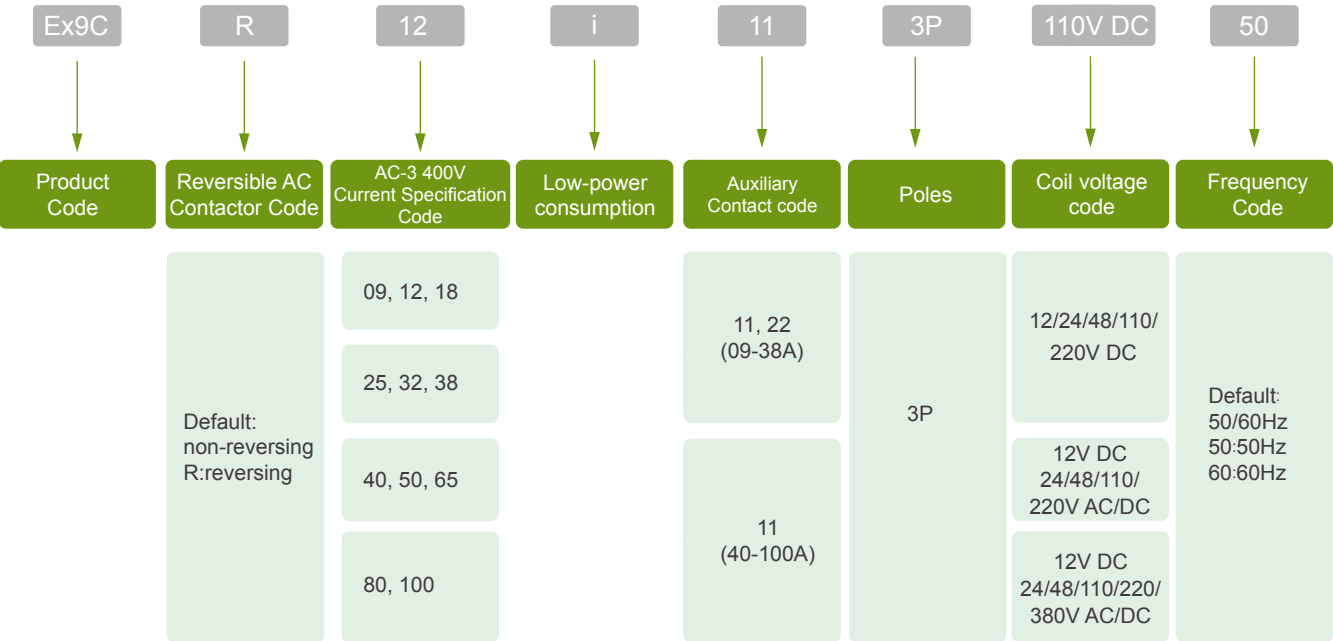 Ex9C
R
12
i
11
3P
110V DC
50
Product
Code
Reversible AC
Contactor Code
AC-3 400V
Current Specification
Code
Low-power
consumption
Auxiliary
Contact code
Poles
Coil voltage
code
Frequency
Code
Default:
non-reversing
R:reversing
09, 12, 18
25, 32, 38
40, 50, 65
80, 100
11, 22
(09-38A)
11
(40-100A)
3P
12/24/48/110/
220V DC
12V DC
24/48/110/
220V AC/DC
12V DC
24/48/110/220/
380V AC/DC
Default:
50/60Hz
50:50Hz
60:60Hz